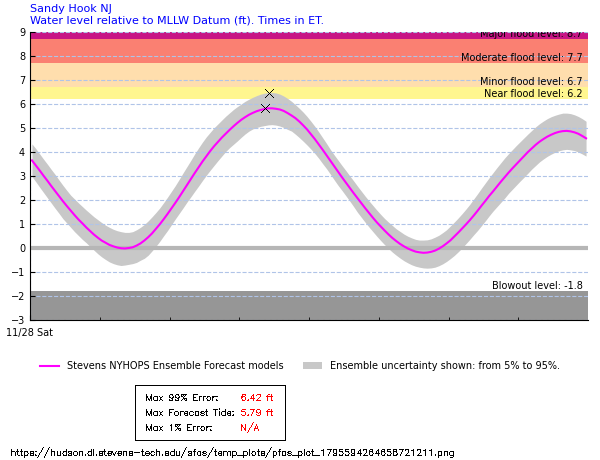 Sandy Hook NJ
Water level relative to MLLW Datum (ft). Times in ET.
9
Major flood level: 8.7
8
Moderate flood level: 7.7
7
Minor flood level: 6.7
Near flood level: 6.2
6
5
4
3
2
1
0
−1
Blowout level: -1.8
−2
−3
11/28 Sat
Stevens NYHOPS Ensemble Forecast models
Ensemble uncertainty shown: from 5% to 95%.
Max 99% Error: 6.42 ft
Max Forecast Tide: 5.79 ft
Max 1% Error: N/A
https://hudson.dl.stevens-tech.edu/afos/temp_plots/pfas_plot_1795594264658721211.png